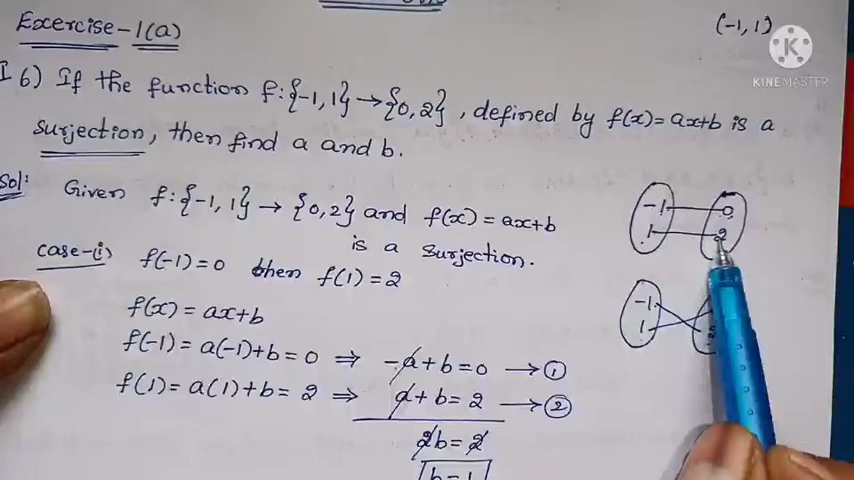 Exercise-1(a)
(-1, 1)
KINEMASTER
I 6) If the function f:{-1, 1} → {0, 2}, defined by f(x) = ax+b is a
surjection, then find a and b.
Sol: Given f:{-1, 1} → {0, 2} and f(x) = ax+b
is a surjection.
case-(i) f(-1) = 0 then f(1) = 2
f(x) = ax+b
f(-1) = a(-1)+b = 0 ⇒ -a+b = 0 → ①
f(1) = a(1)+b = 2 ⇒ a+b = 2 → ②
2b = 2
b = 1
-1 0
1 2
-1
1 2